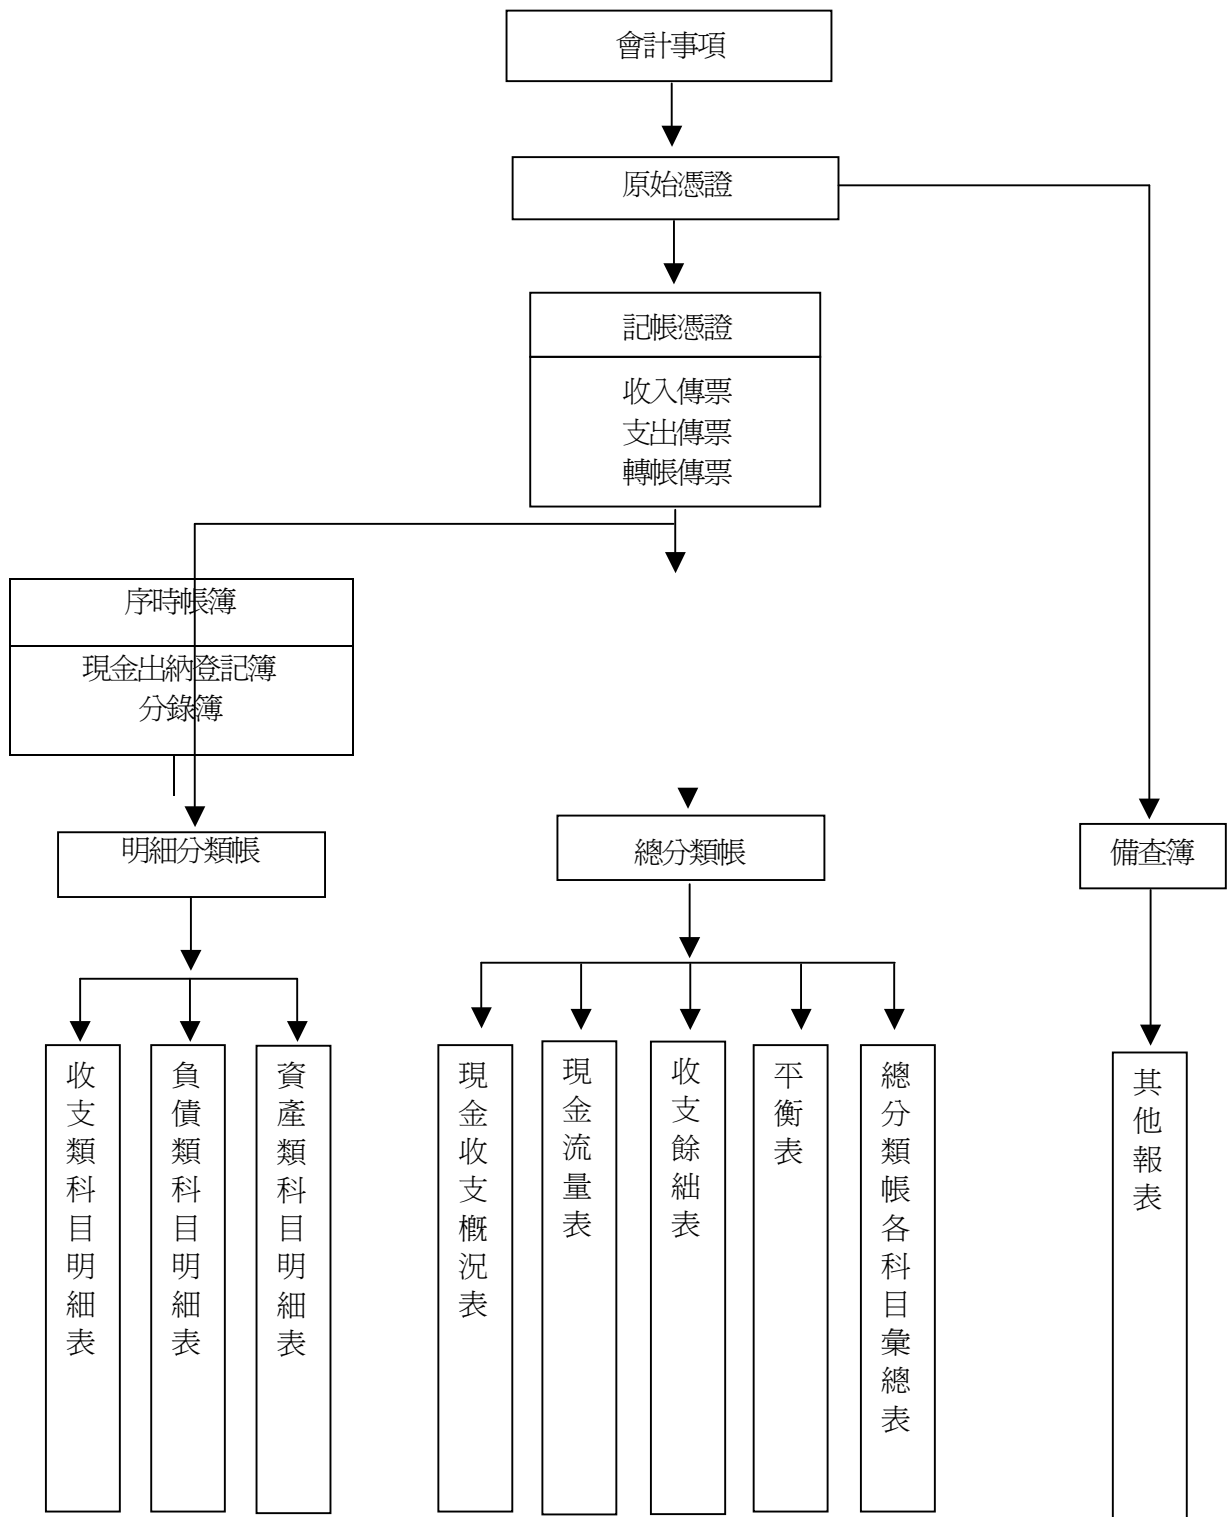 會計事項
原始憑證
記帳憑證
收入傳票
支出傳票
轉帳傳票
序時帳簿
現金出納登記簿
分錄簿
明細分類帳
總分類帳
備查簿
收支類科目明細表
負債類科目明細表
資產類科目明細表
現金收支概況表
現金流量表
收支餘絀表
平衡表
總分類帳各科目彙總表
其他報表